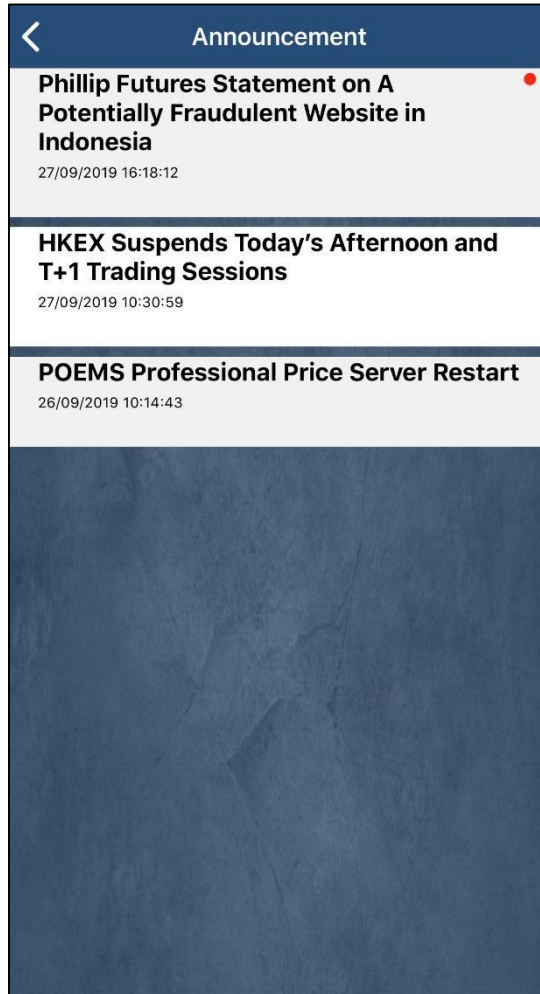 Announcement
Phillip Futures Statement on A
Potentially Fraudulent Website in
Indonesia
27/09/2019 16:18:12
HKEX Suspends Today's Afternoon and
T+1 Trading Sessions
27/09/2019 10:30:59
POEMS Professional Price Server Restart
26/09/2019 10:14:43